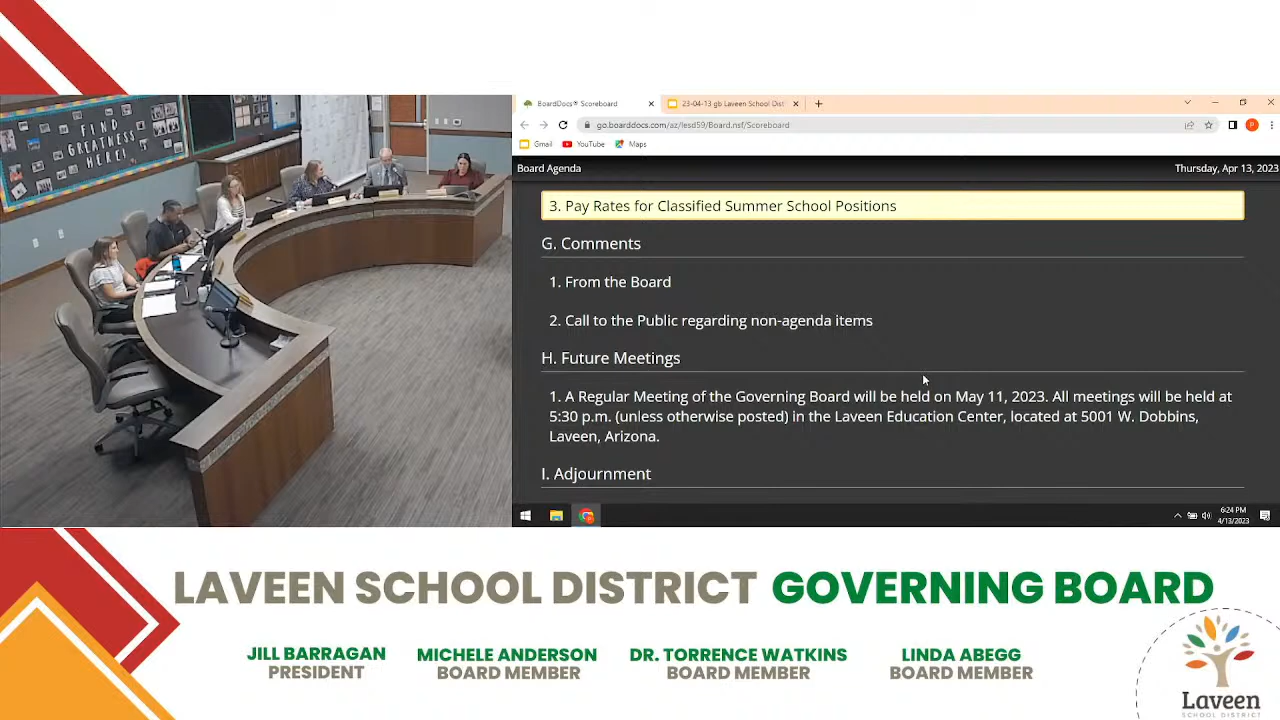 FIND
GREATNESS
HERE!
BoardDocs® Scoreboard
23-04-13 gb Laveen School Dist
go.boarddocs.com/az/lesd59/Board.nsf/Scoreboard
Gmail
YouTube
Maps
Board Agenda
Thursday, Apr 13, 2023
3. Pay Rates for Classified Summer School Positions
G. Comments
1. From the Board
2. Call to the Public regarding non-agenda items
H. Future Meetings
1. A Regular Meeting of the Governing Board will be held on May 11, 2023. All meetings will be held at
5:30 p.m. (unless otherwise posted) in the Laveen Education Center, located at 5001 W. Dobbins,
Laveen, Arizona.
I. Adjournment
6:24 PM
4/13/2023
LAVEEN SCHOOL DISTRICT GOVERNING BOARD
JILL BARRAGAN
PRESIDENT
MICHELE ANDERSON
BOARD MEMBER
DR. TORRENCE WATKINS
BOARD MEMBER
LINDA ABEGG
BOARD MEMBER
Laveen
SCHOOL DISTRICT